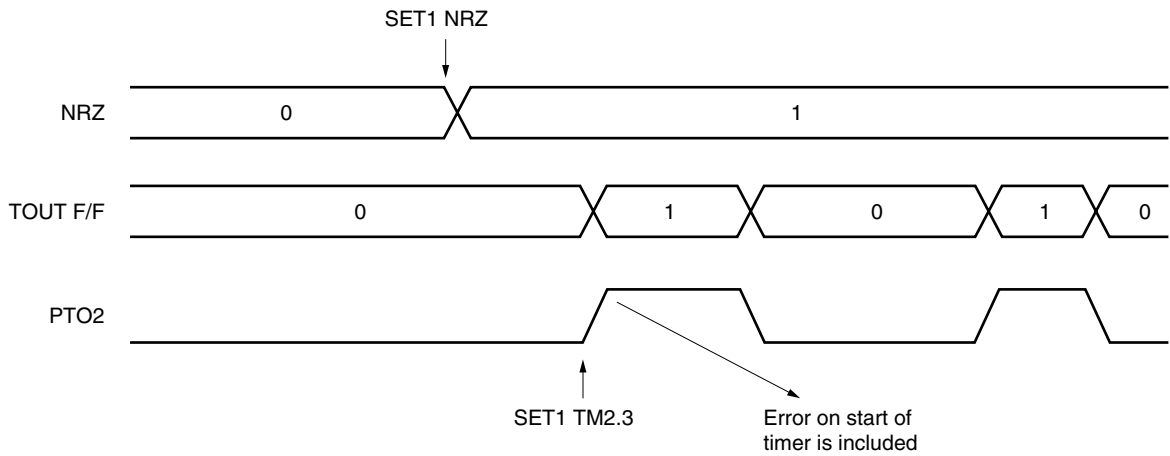 SET1 NRZ
NRZ
0
1
TOUT F/F
0
1
0
1
0
PTO2
SET1 TM2.3
Error on start of
timer is included